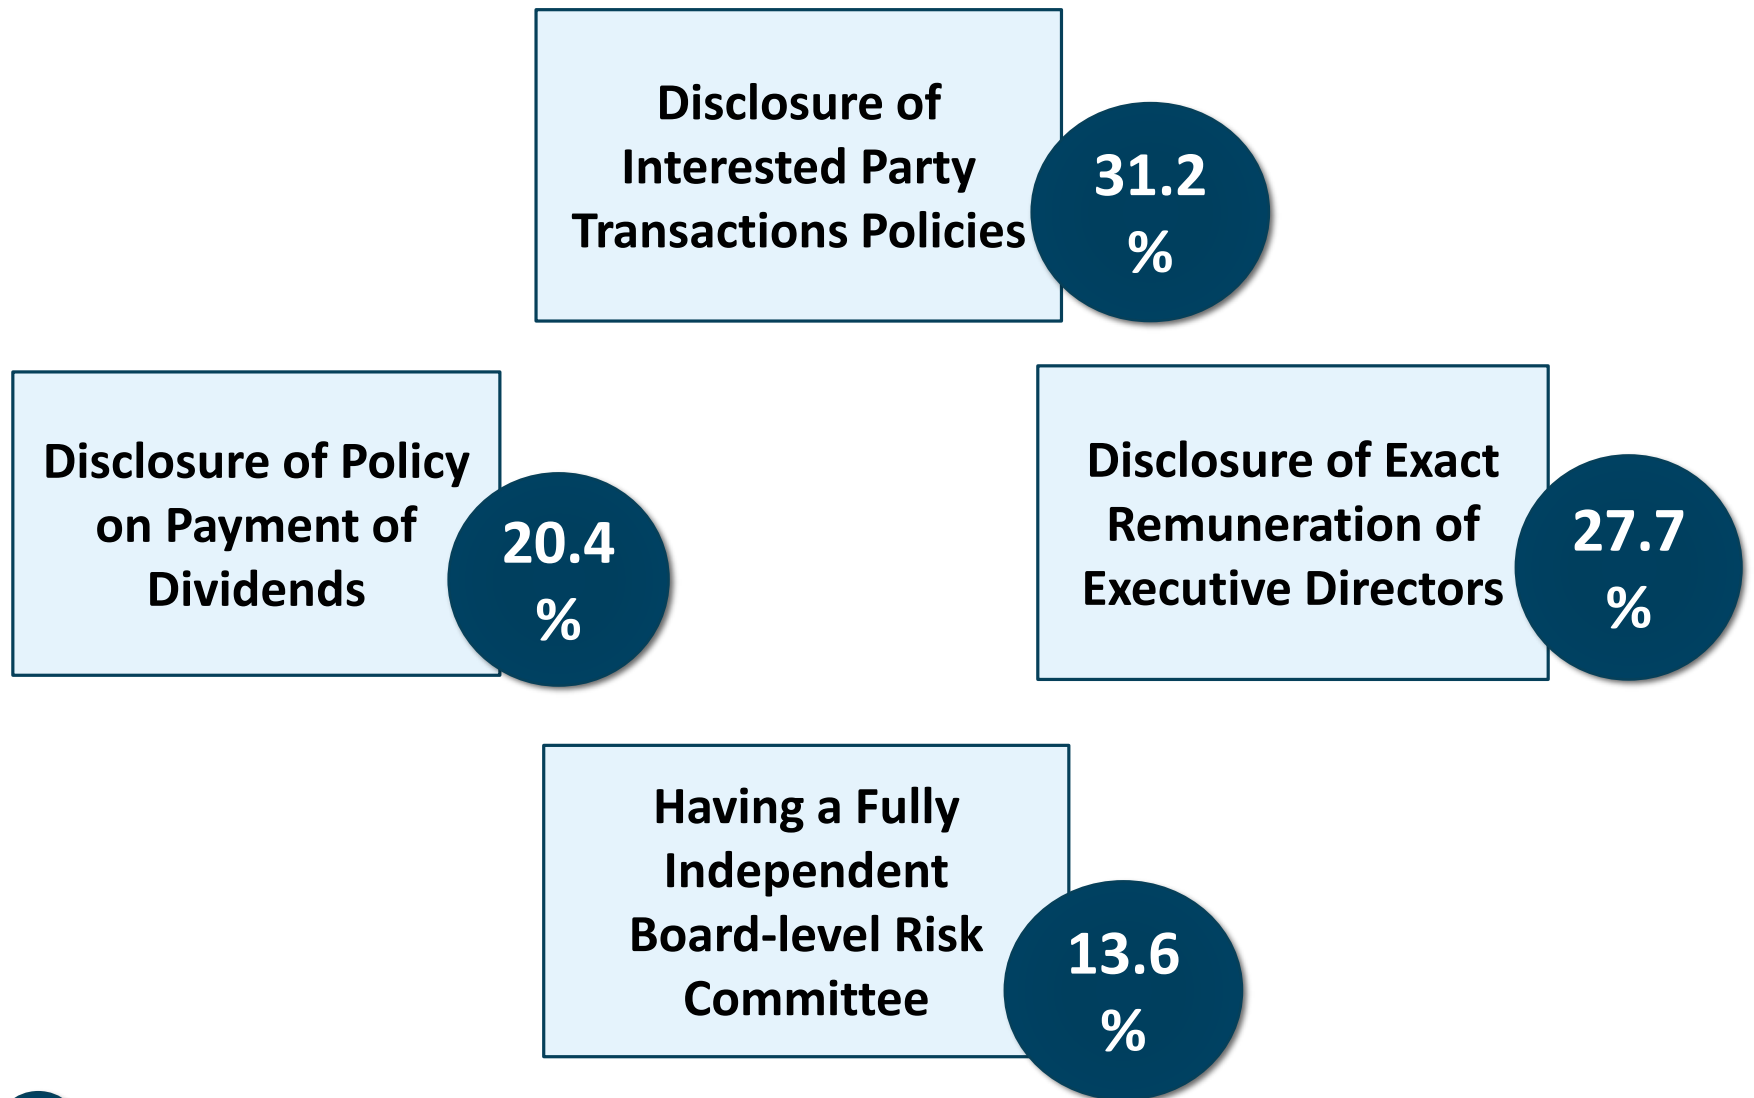 Disclosure of
Interested Party
Transactions Policies
31.2
%
Disclosure of Policy
on Payment of
Dividends
20.4
%
Disclosure of Exact
Remuneration of
Executive Directors
27.7
%
Having a Fully
Independent
Board-level Risk
Committee
13.6
%